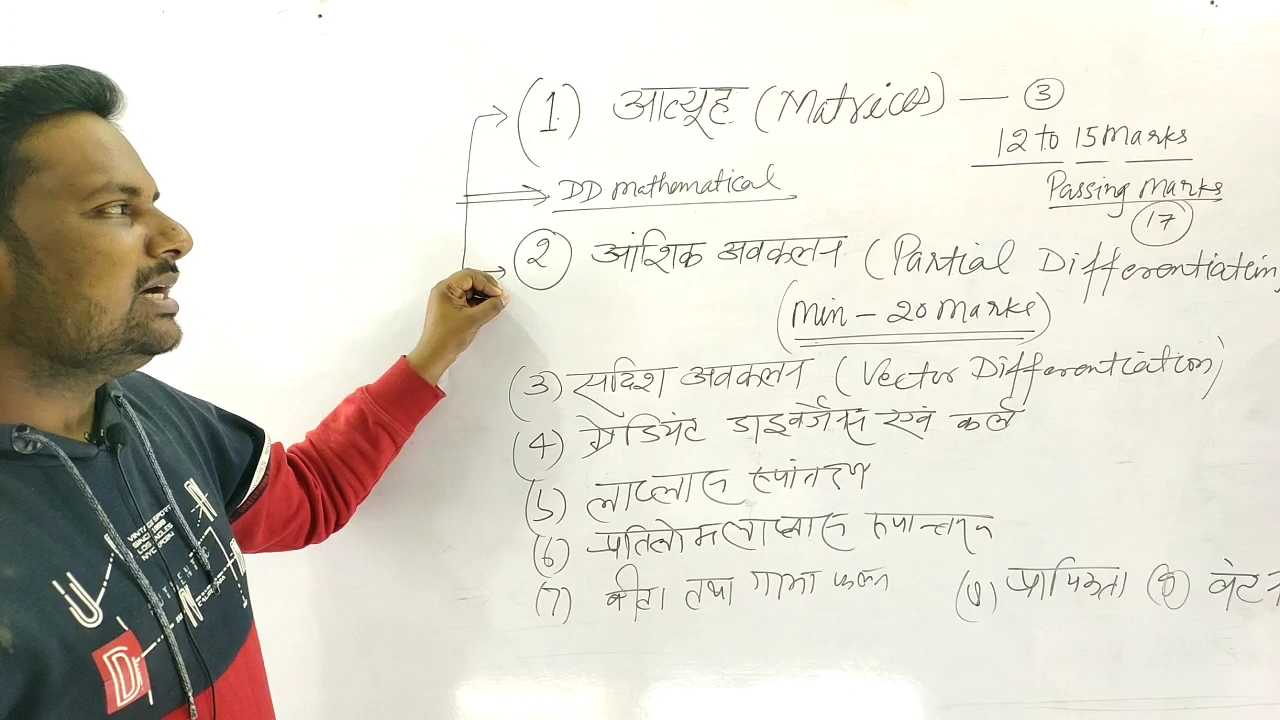 (1.) आव्यूह (Matrices) — 3
12 to 15 Marks
DD Mathematical
Passing Marks
17
2 आंशिक अवकलन (Partial Differentiation
(Min - 20 Marks)
(3) सदिश अवकलन (Vector Differentiation)
(4) ग्रेडियेंट डाइवर्जेन्स एवं कर्ल
(5) लाप्लास रूपांतरण
(6) प्रतिलोम लाप्लास रूपान्तरण
(7) बीटा तथा गामा फलन (9) प्रायिकता (8)